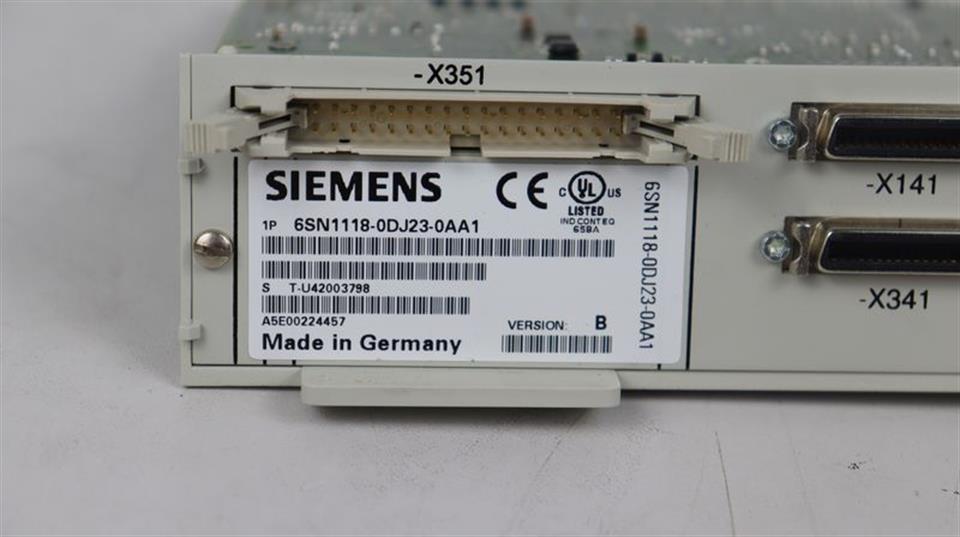 -X351
SIEMENS
CE
C UL US
LISTED
IND CONT EQ
65BA
1P 6SN1118-0DJ23-0AA1
S T-U42003798
A5E00224457
VERSION: B
Made in Germany
6SN1118-0DJ23-0AA1
-X141
-X341